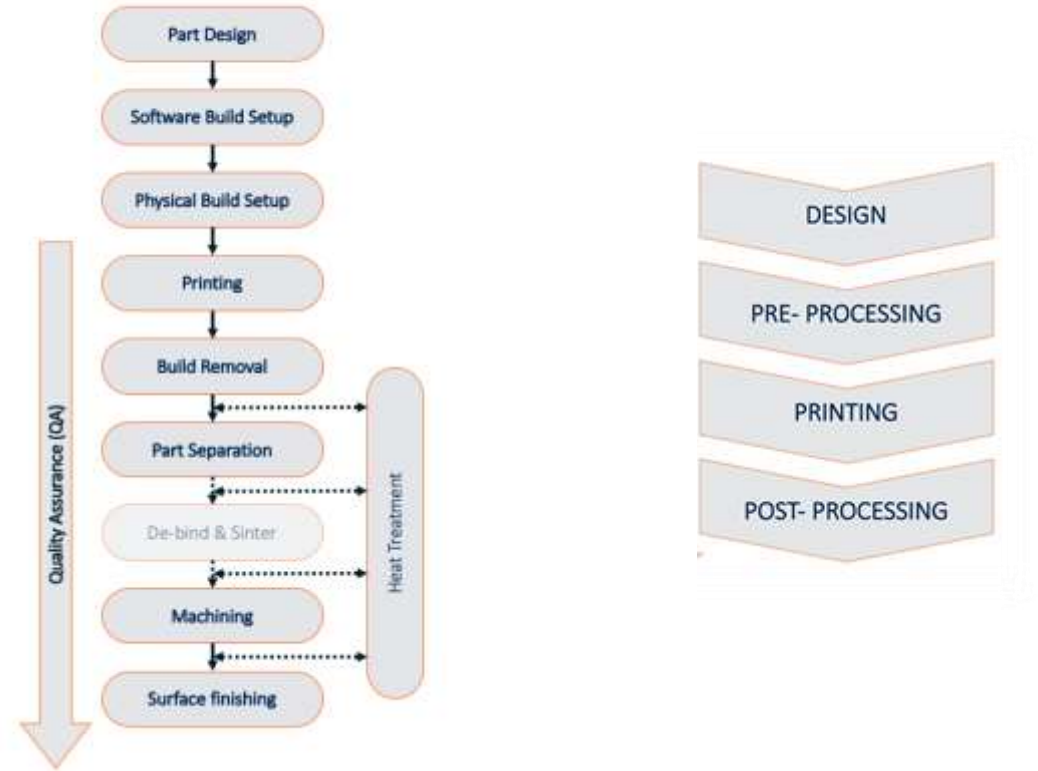 Part Design
Software Build Setup
Physical Build Setup
Printing
Build Removal
Part Separation
De-bind & Sinter
Machining
Surface finishing
Quality Assurance (QA)
Heat Treatment
DESIGN
PRE- PROCESSING
PRINTING
POST- PROCESSING